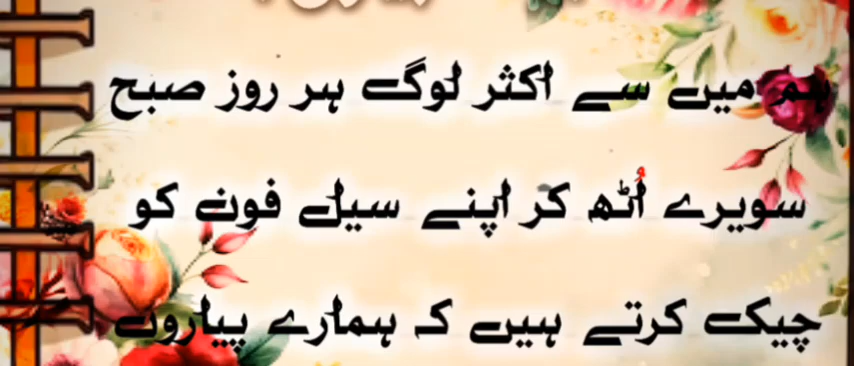 ہم میں سے اکثر لوگ ہر روز صبح
سویرے اُٹھ کر اپنے سیل فون کو
چیک کرتے ہیں کہ ہمارے پیاروں